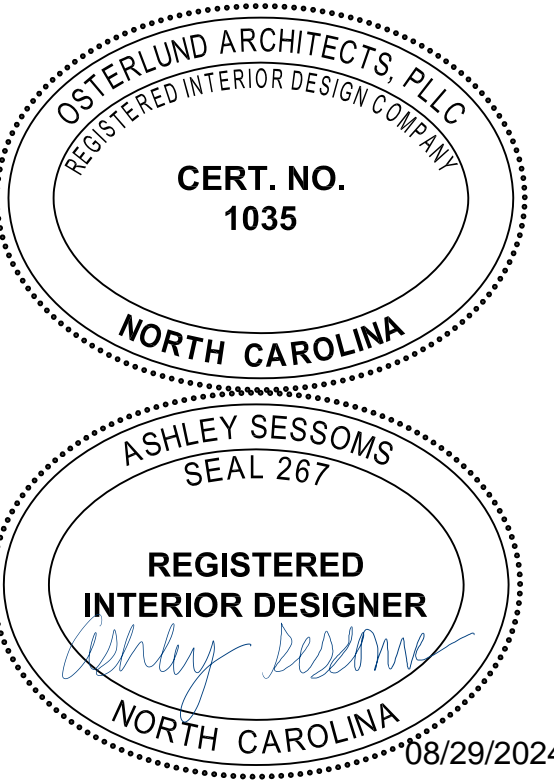 OSTERLUND ARCHITECTS, PLLC
REGISTERED INTERIOR DESIGN COMPANY
CERT. NO.
1035
NORTH CAROLINA
ASHLEY SESSOMS
SEAL 267
REGISTERED
INTERIOR DESIGNER
Ashley Sessoms
NORTH CAROLINA
08/29/2024